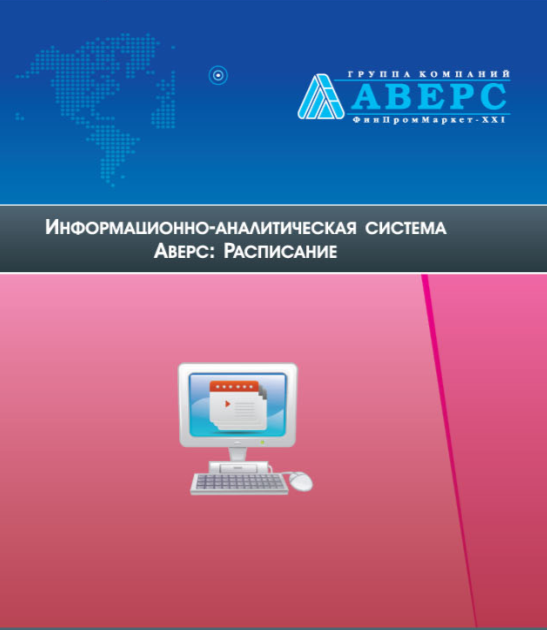 ГРУППА КОМПАНИЙ
АВЕРС
ФинПромМаркет-XXI
ИНФОРМАЦИОННО-АНАЛИТИЧЕСКАЯ СИСТЕМА
АВЕРС: РАСПИСАНИЕ